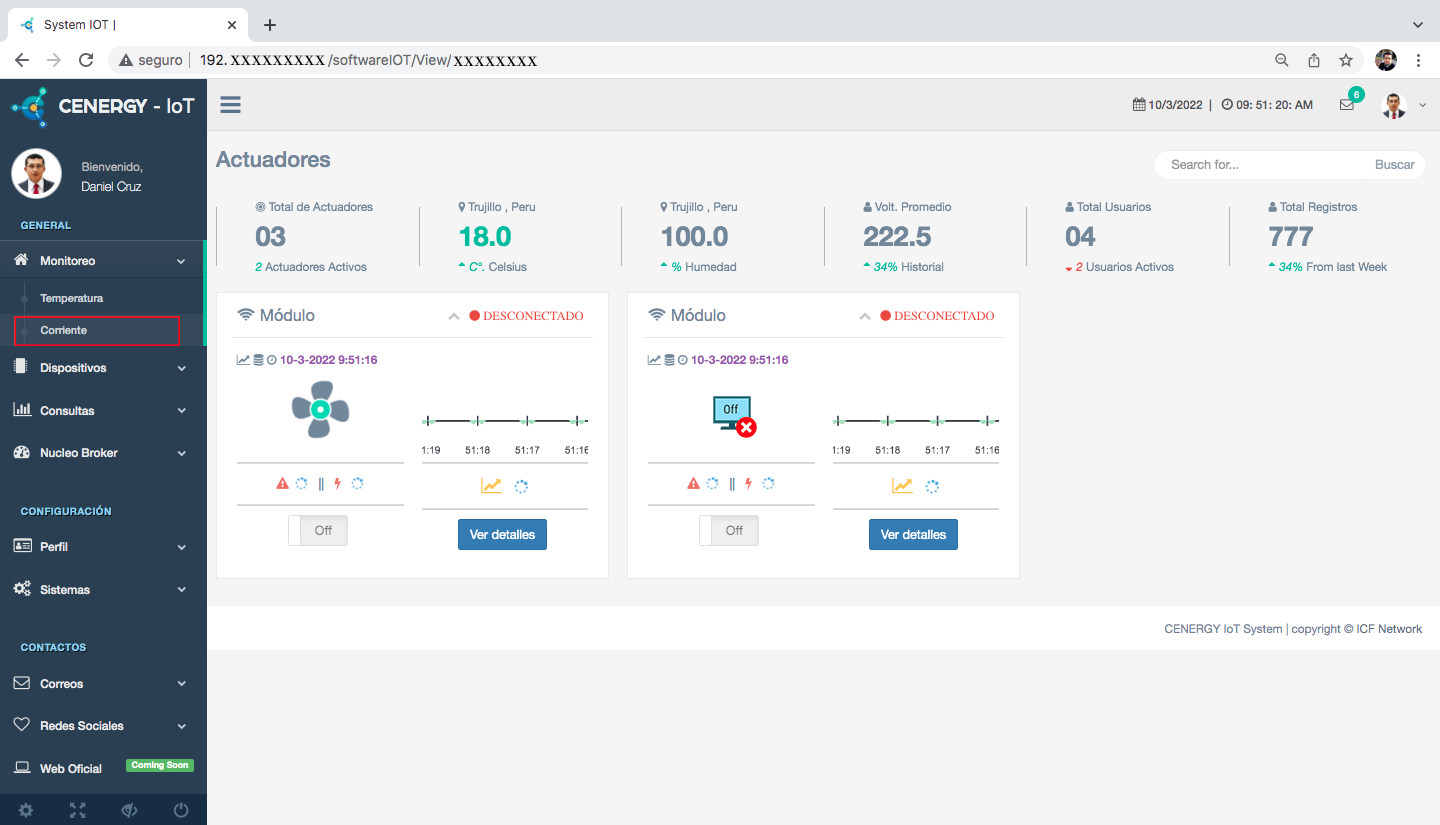 System IOT |
seguro | 192. XXXXXXXXX /softwareIOT/View/ XXXXXXXX
CENERGY - IoT
10/3/2022 | 09: 51: 20: AM
6
Bienvenido,
Daniel Cruz
GENERAL
Monitoreo
Temperatura
Corriente
Dispositivos
Consultas
Nucleo Broker
CONFIGURACIÓN
Perfil
Sistemas
CONTACTOS
Correos
Redes Sociales
Web Oficial Coming Soon
Actuadores
Search for... Buscar
Total de Actuadores
03
2 Actuadores Activos
Trujillo , Peru
18.0
C°. Celsius
Trujillo , Peru
100.0
% Humedad
Volt. Promedio
222.5
34% Historial
Total Usuarios
04
2 Usuarios Activos
Total Registros
777
34% From last Week
Módulo DESCONECTADO
10-3-2022 9:51:16
1:19 51:18 51:17 51:16
Off
Ver detalles
Módulo DESCONECTADO
10-3-2022 9:51:16
Off
1:19 51:18 51:17 51:16
Off
Ver detalles
CENERGY IoT System | copyright © ICF Network